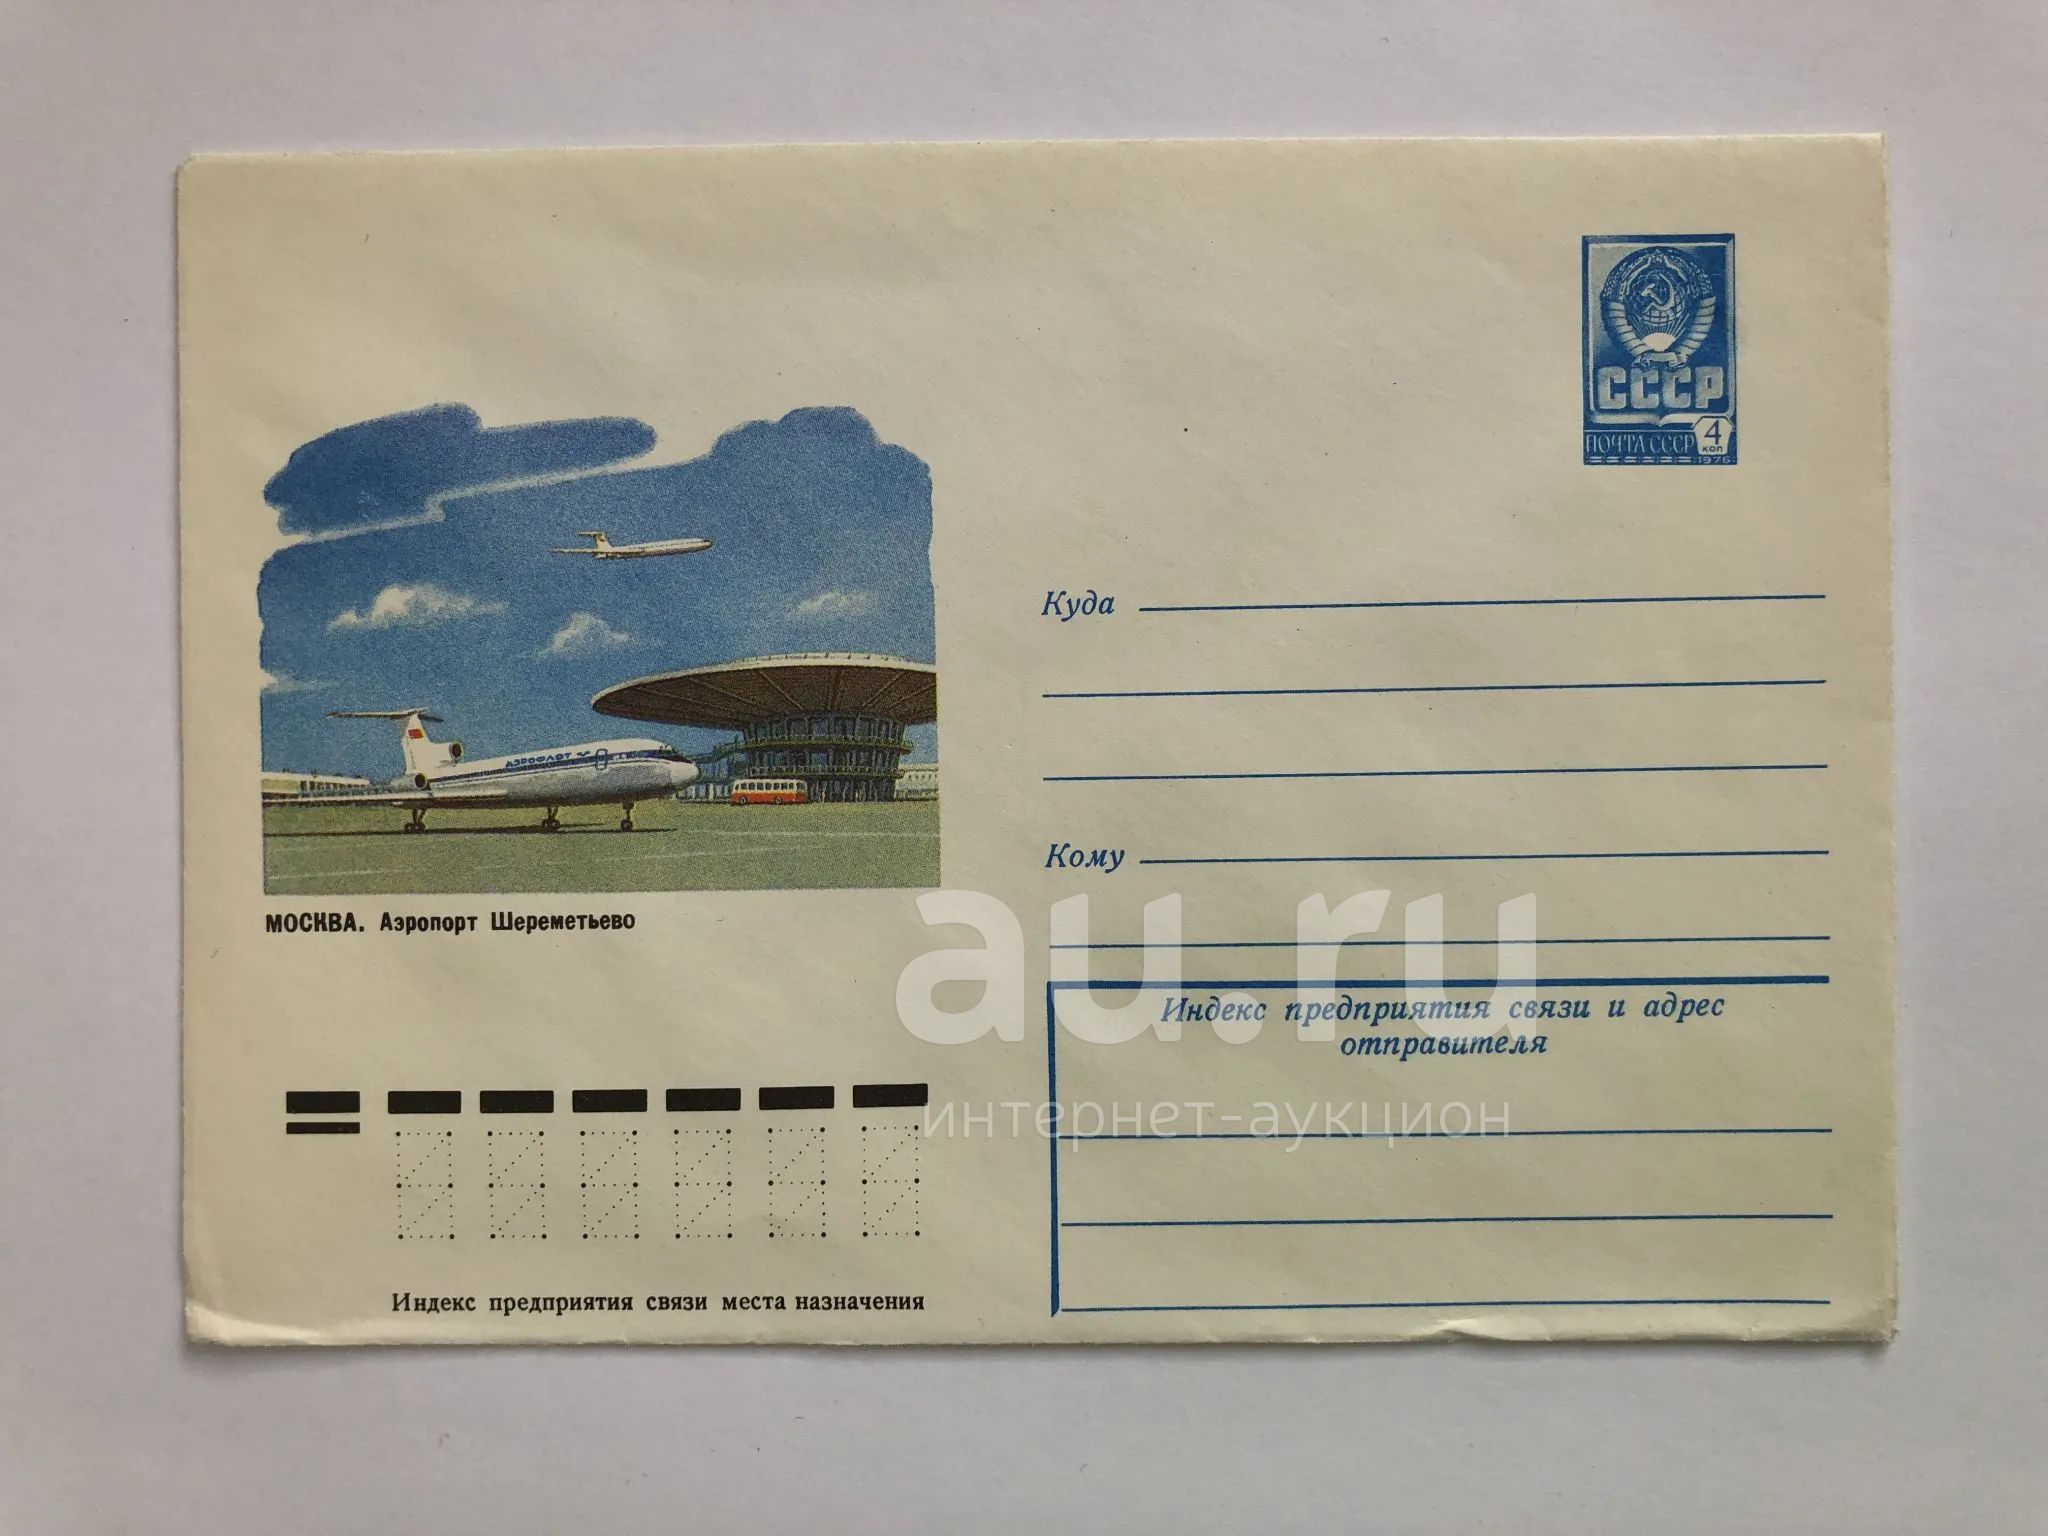 СССР
ПОЧТА СССР 4 коп
1976
АЭРОФЛОТ
Куда
Кому
МОСКВА. Аэропорт Шереметьево
au.ru
интернет-аукцион
Индекс предприятия связи и адрес
отправителя
Индекс предприятия связи места назначения